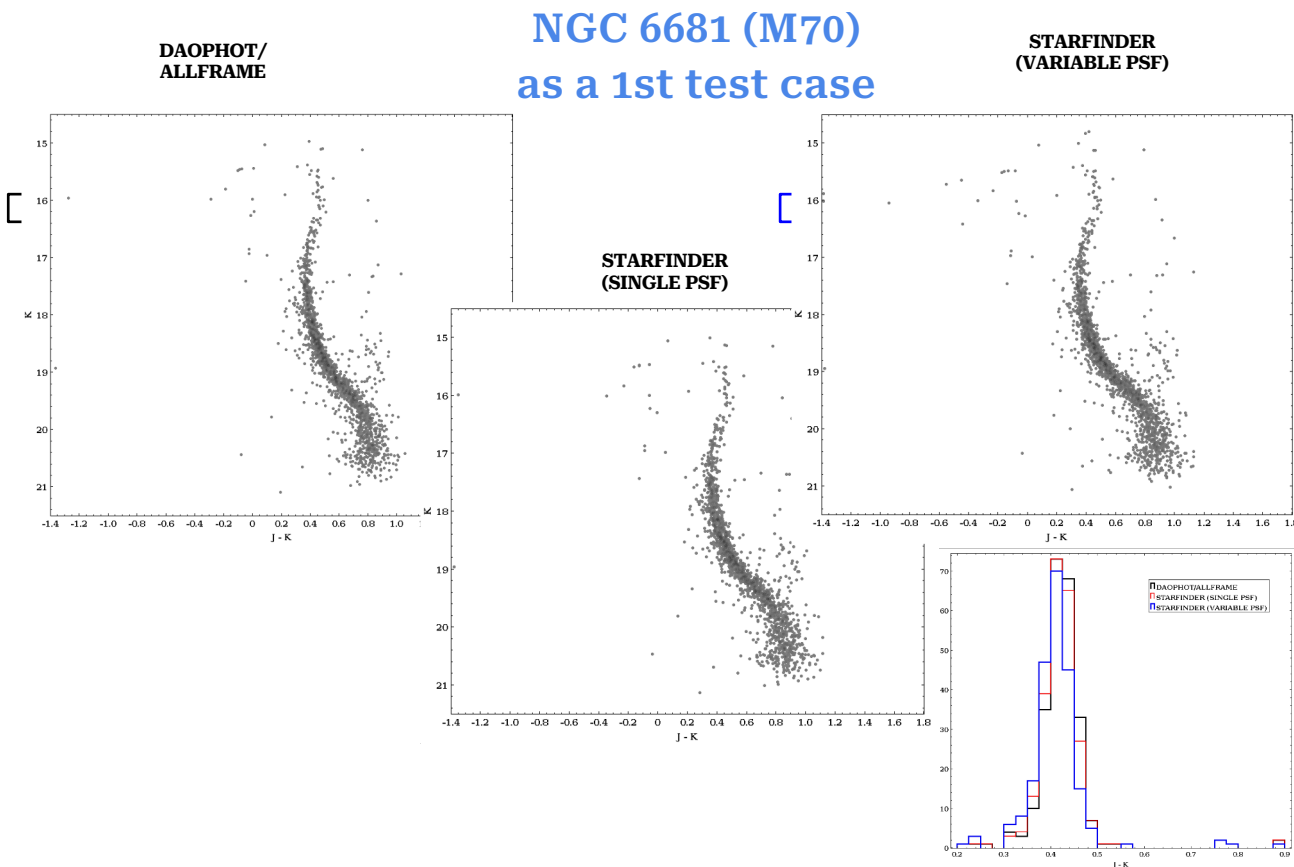 NGC 6681 (M70)
as a 1st test case
DAOPHOT/
ALLFRAME
STARFINDER
(VARIABLE PSF)
STARFINDER
(SINGLE PSF)
15
16
17
18
19
20
21
K
-1.4 -1.2 -1.0 -0.8 -0.6 -0.4 -0.2 0 0.2 0.4 0.6 0.8 1.0
J - K
15
16
17
18
19
20
21
K
-1.4 -1.2 -1.0 -0.8 -0.6 -0.4 -0.2 0 0.2 0.4 0.6 0.8 1.0 1.2 1.4 1.6 1.8
J - K
15
16
17
18
19
20
21
K
-1.4 -1.2 -1.0 -0.8 -0.6 -0.4 -0.2 0 0.2 0.4 0.6 0.8 1.0 1.2 1.4 1.6 1.8
J - K
DAOPHOT/ALLFRAME
STARFINDER (SINGLE PSF)
STARFINDER (VARIABLE PSF)
70
60
50
40
30
20
10
0
0.2 0.3 0.4 0.5 0.6 0.7 0.8 0.9
J - K